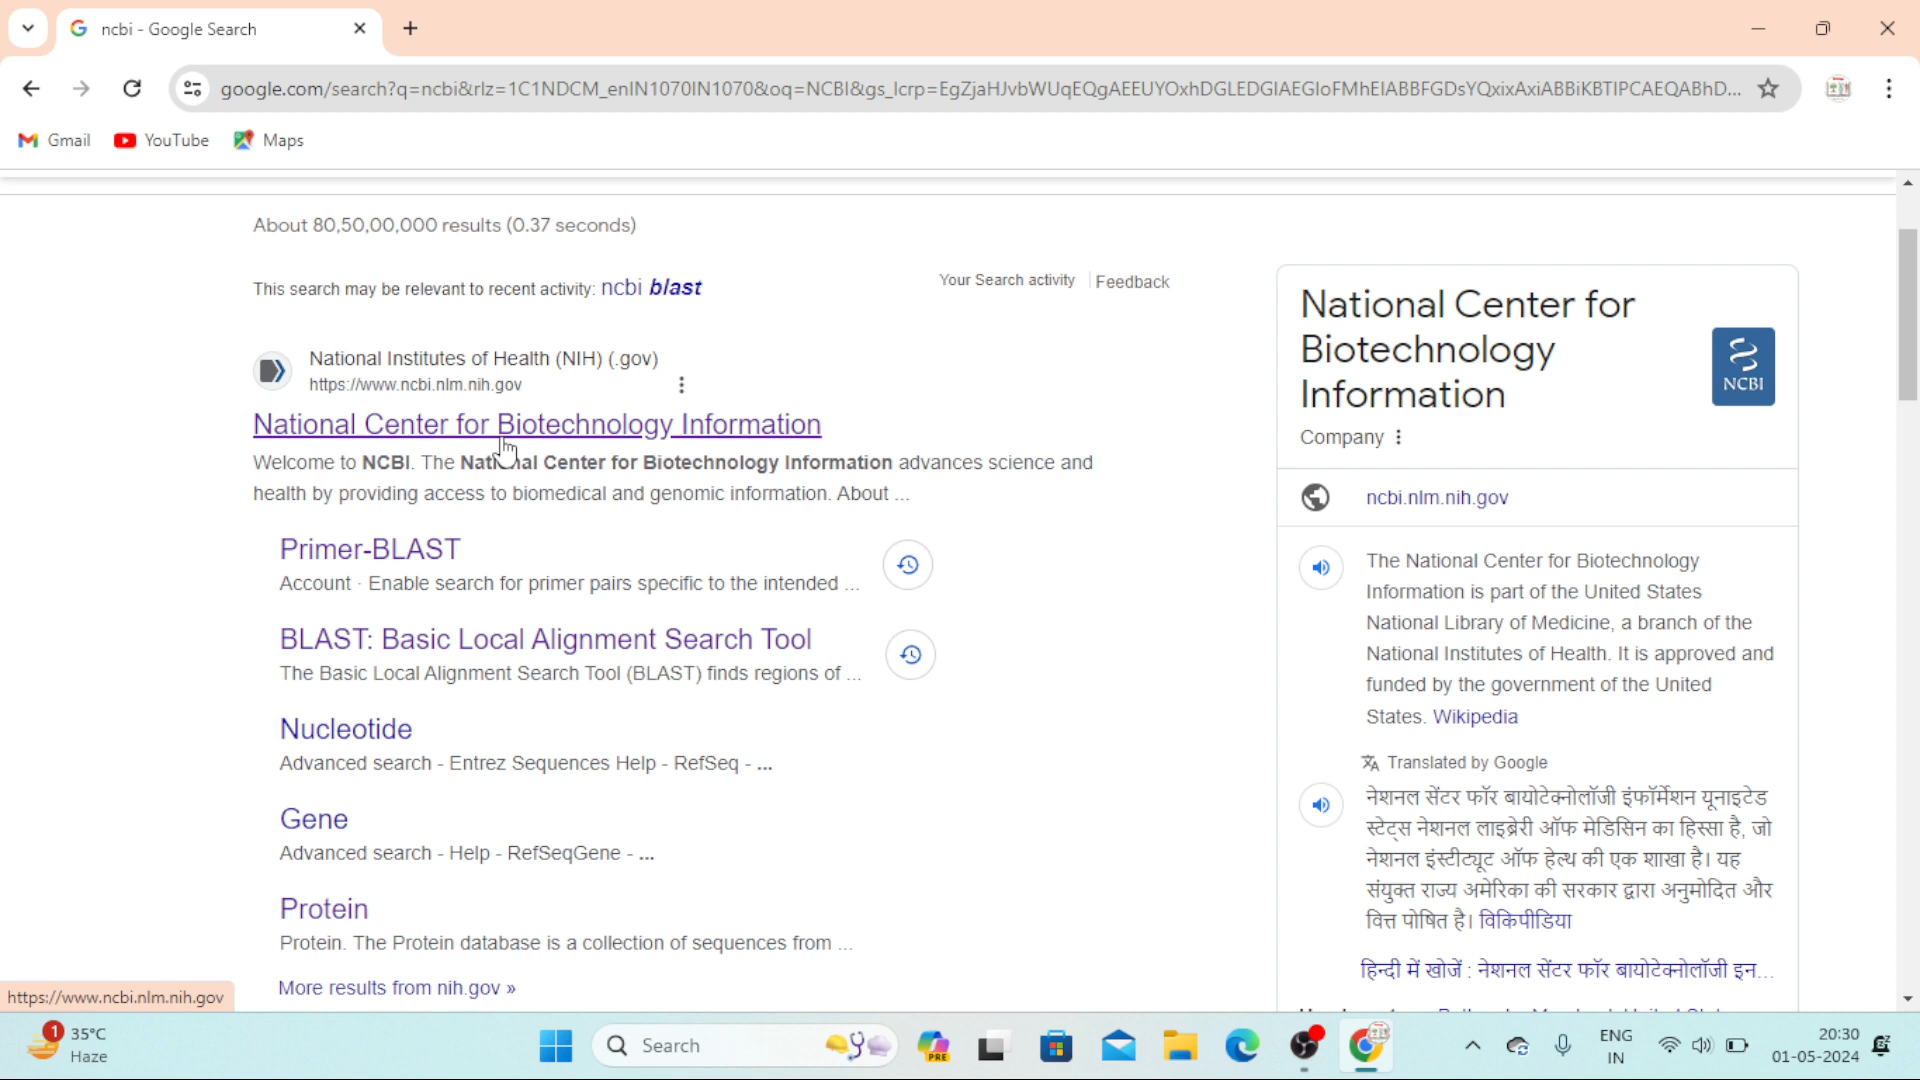 ncbi - Google Search
google.com/search?q=ncbi&rlz=1C1NDCM_enIN1070IN1070&oq=NCBI&gs_lcrp=EgZjaHJvbWUqEQgAEEUYOxhDGLEDGIAEGIoFMhEIABBFGDsYQxixAxiABBiKBTIPCAEQABhD...
Gmail YouTube Maps
About 80,50,00,000 results (0.37 seconds)
This search may be relevant to recent activity: ncbi blast
Your Search activity Feedback
National Institutes of Health (NIH) (.gov)
https://www.ncbi.nlm.nih.gov
National Center for Biotechnology Information
Welcome to NCBI. The National Center for Biotechnology Information advances science and
health by providing access to biomedical and genomic information. About ...
Primer-BLAST
Account · Enable search for primer pairs specific to the intended ...
BLAST: Basic Local Alignment Search Tool
The Basic Local Alignment Search Tool (BLAST) finds regions of ...
Nucleotide
Advanced search - Entrez Sequences Help - RefSeq - ...
Gene
Advanced search - Help - RefSeqGene - ...
Protein
Protein. The Protein database is a collection of sequences from ...
More results from nih.gov »
National Center for
Biotechnology
Information
NCBI
Company
ncbi.nlm.nih.gov
The National Center for Biotechnology
Information is part of the United States
National Library of Medicine, a branch of the
National Institutes of Health. It is approved and
funded by the government of the United
States. Wikipedia
Translated by Google
नेशनल सेंटर फॉर बायोटेक्नोलॉजी इंफॉर्मेशन यूनाइटेड
स्टेट्स नेशनल लाइब्रेरी ऑफ मेडिसिन का हिस्सा है, जो
नेशनल इंस्टीट्यूट ऑफ हेल्थ की एक शाखा है। यह
संयुक्त राज्य अमेरिका की सरकार द्वारा अनुमोदित और
वित्त पोषित है। विकिपीडिया
हिन्दी में खोजें : नेशनल सेंटर फॉर बायोटेक्नोलॉजी इन...
https://www.ncbi.nlm.nih.gov
1
35°C
Haze
Search
PRE
ENG
IN
20:30
01-05-2024